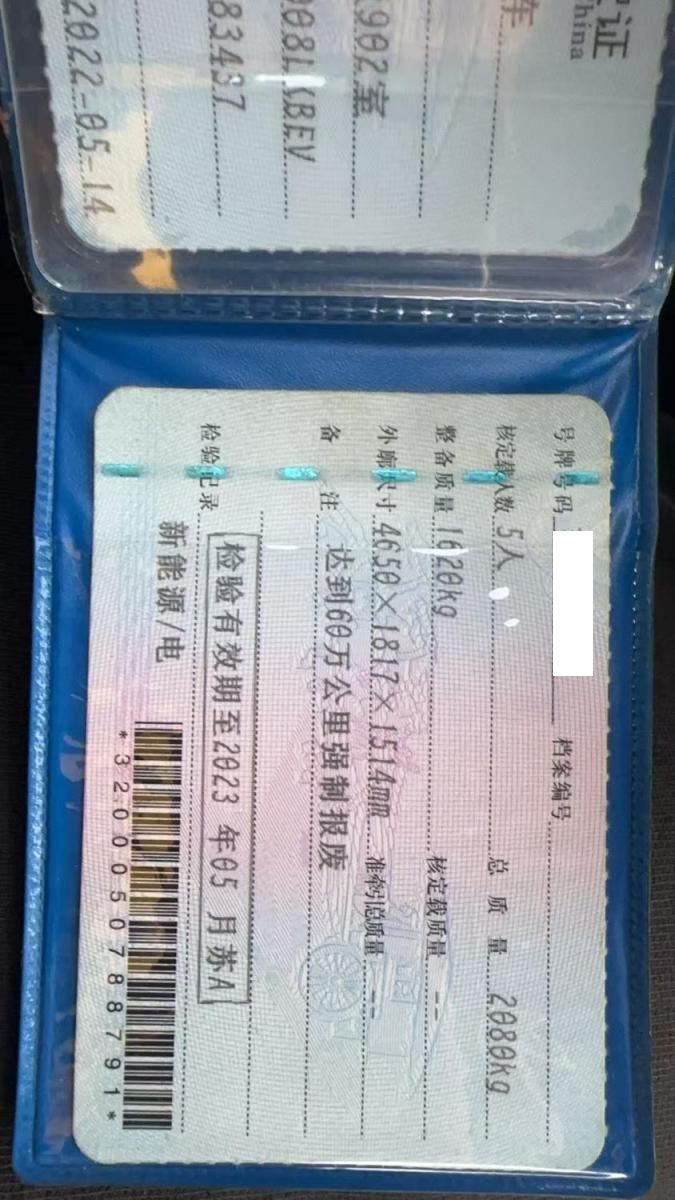 证
China
车
902室
008LXBEV
83457
2022-05-14
号牌号码 档案编号
核定载人数 5人 总质量 2080kg
整备质量 1620kg 核定载质量 --
外廓尺寸 4650×1817×1514mm 准牵引总质量 --
备注 达到60万公里强制报废
检验有效期至2023 年05 月苏A
检验记录
新能源/电
*3200050788791*